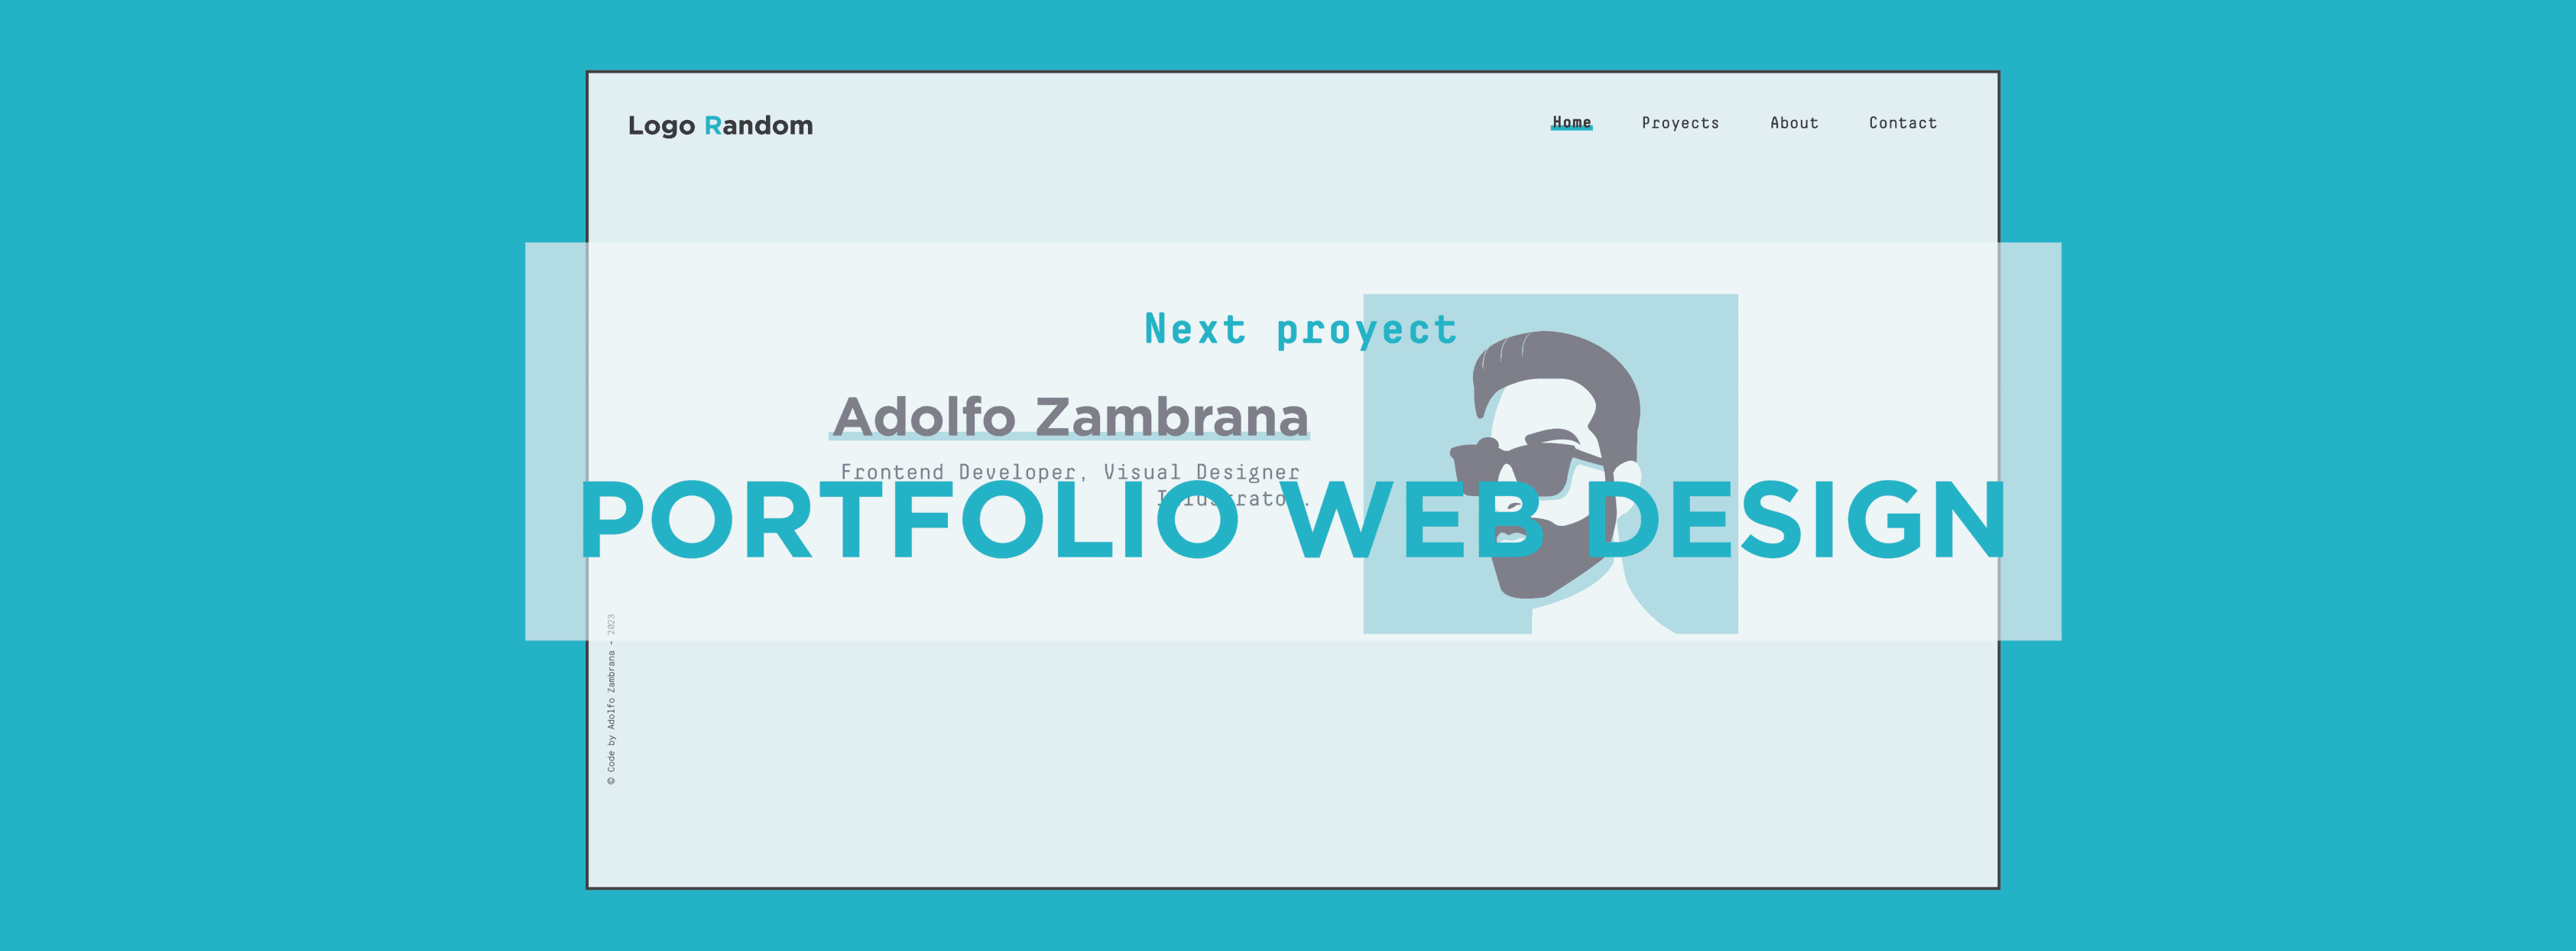 Logo Random
Home Proyects About Contact
Next proyect
Adolfo Zambrana
Frontend Developer, Visual Designer
Illustrator.
PORTFOLIO WEB DESIGN
© Code by Adolfo Zambrana - 2023